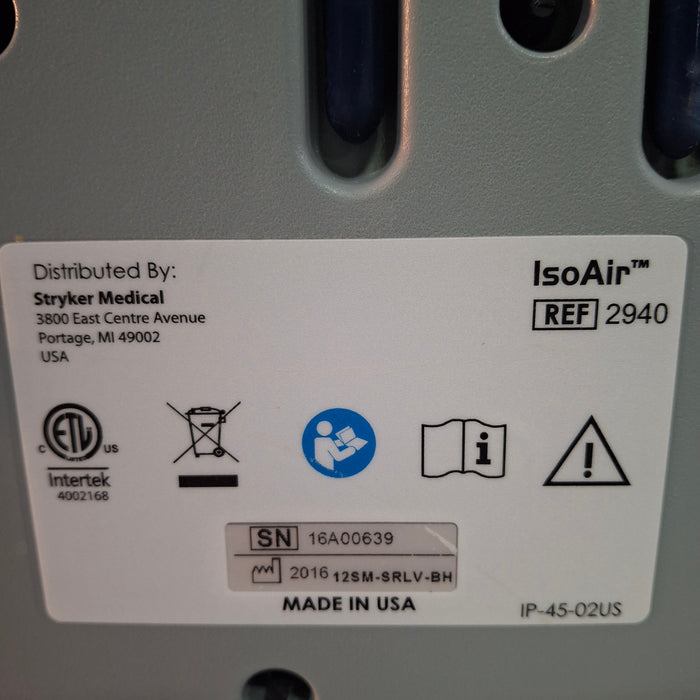 Distributed By:
Stryker Medical
3800 East Centre Avenue
Portage, MI 49002
USA
IsoAir™
REF 2940
c ETL us
Intertek
4002168
i
!
SN 16A00639
2016 12SM-SRLV-BH
MADE IN USA
IP-45-02US